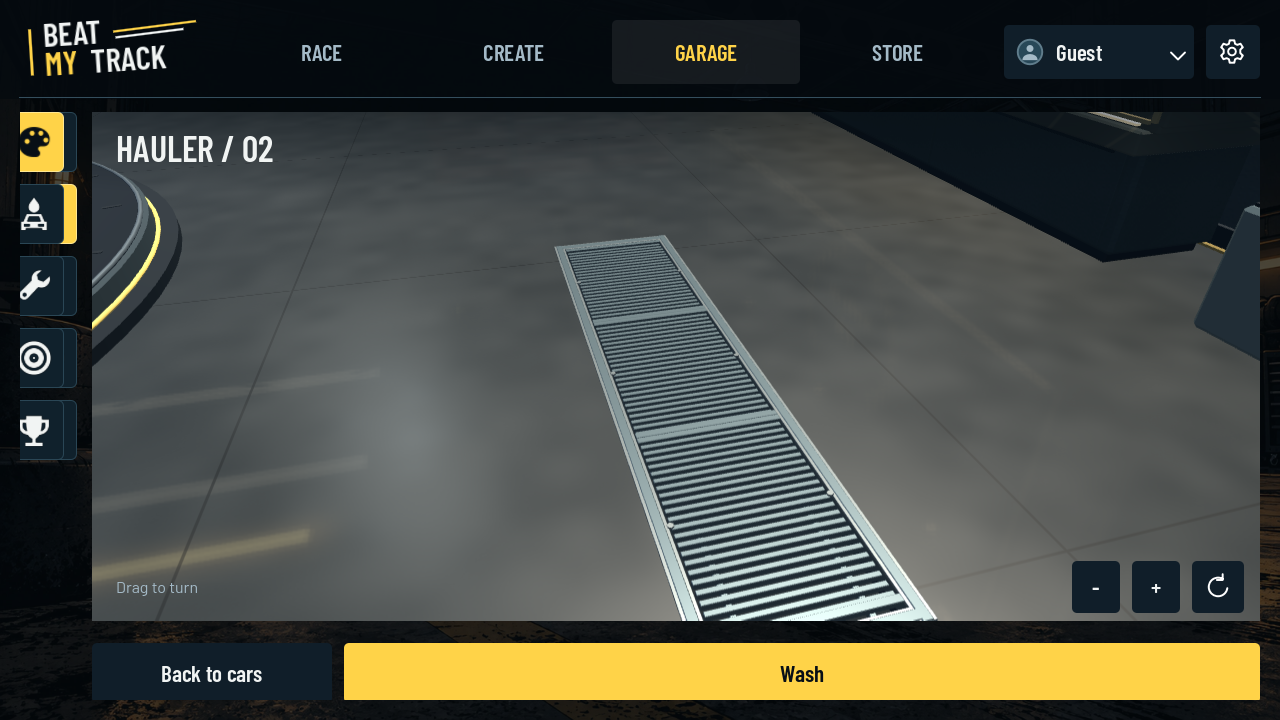 BEAT
MY TRACK
RACE
CREATE
GARAGE
STORE
Guest
HAULER / 02
Drag to turn
-
+
Back to cars
Wash